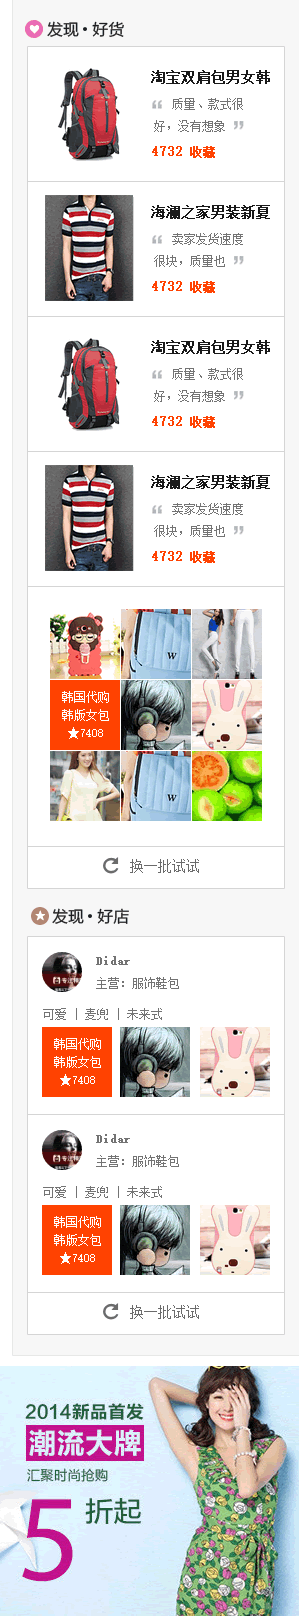 发现·好货
淘宝双肩包男女韩
“ 质量、款式很
好，没有想象 ”
4732 收藏
海澜之家男装新夏
“ 卖家发货速度
很块，质量也 ”
4732 收藏
淘宝双肩包男女韩
“ 质量、款式很
好，没有想象 ”
4732 收藏
海澜之家男装新夏
“ 卖家发货速度
很块，质量也 ”
4732 收藏
W
韩国代购
韩版女包
★7408
W
换一批试试
发现·好店
Didar
主营：服饰鞋包
可爱 | 麦兜 | 未来式
韩国代购
韩版女包
★7408
Didar
主营：服饰鞋包
可爱 | 麦兜 | 未来式
韩国代购
韩版女包
★7408
换一批试试
2014新品首发
潮流大牌
汇聚时尚抢购
5折起